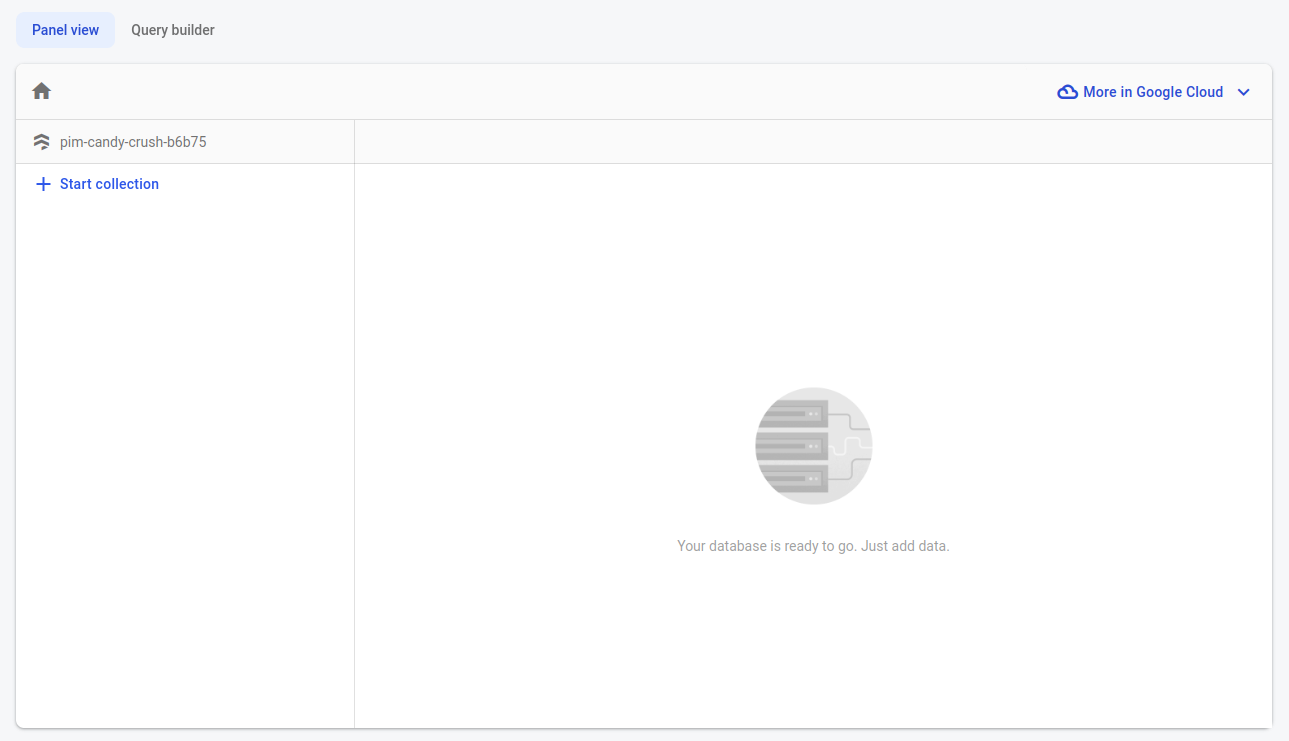 Panel view
Query builder
More in Google Cloud
pim-candy-crush-b6b75
Start collection
Your database is ready to go. Just add data.